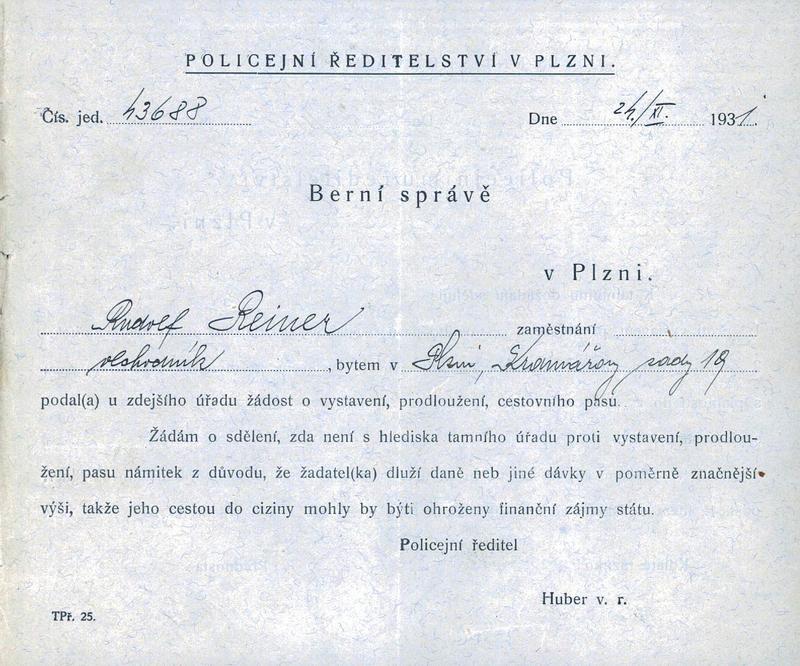 POLICEJNÍ ŘEDITELSTVÍ V PLZNI.
Čís. jed. 43688 Dne 24./XI. 1931.
Berní správě
v Plzni.
Rudolf Reiner zaměstnání
obchodník, bytem v Plzni, Kramářovy sady 19
podal(a) u zdejšího úřadu žádost o vystavení, prodloužení, cestovního pasu.
Žádám o sdělení, zda není s hlediska tamního úřadu proti vystavení, prodlou-
žení, pasu námitek z důvodu, že žadatel(ka) dluží daně neb jiné dávky v poměrně značnější
výši, takže jeho cestou do ciziny mohly by býti ohroženy finanční zájmy státu.
Policejní ředitel
Huber v. r.
TPř. 25.